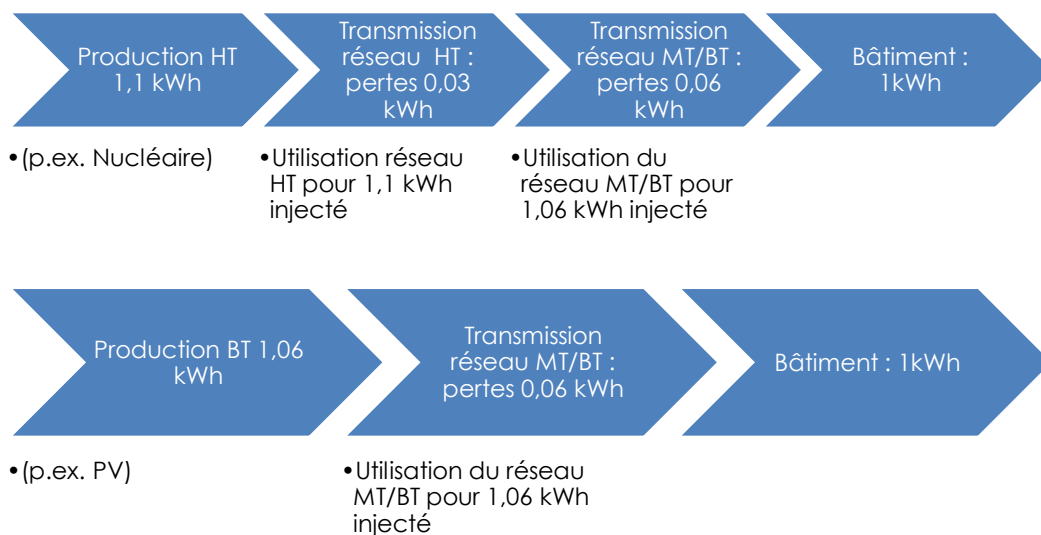 Production HT
1,1 kWh
Transmission
réseau  HT :
pertes 0,03
kWh
Transmission
réseau MT/BT :
pertes 0,06
kWh
Bâtiment :
1kWh
•(p.ex. Nucléaire)
•Utilisation réseau
HT pour 1,1 kWh
injecté
•Utilisation du
réseau MT/BT pour
1,06 kWh injecté
Production BT 1,06
kWh
Transmission
réseau MT/BT :
pertes 0,06 kWh
Bâtiment : 1kWh
•(p.ex. PV)
•Utilisation du réseau
MT/BT pour 1,06 kWh
injecté